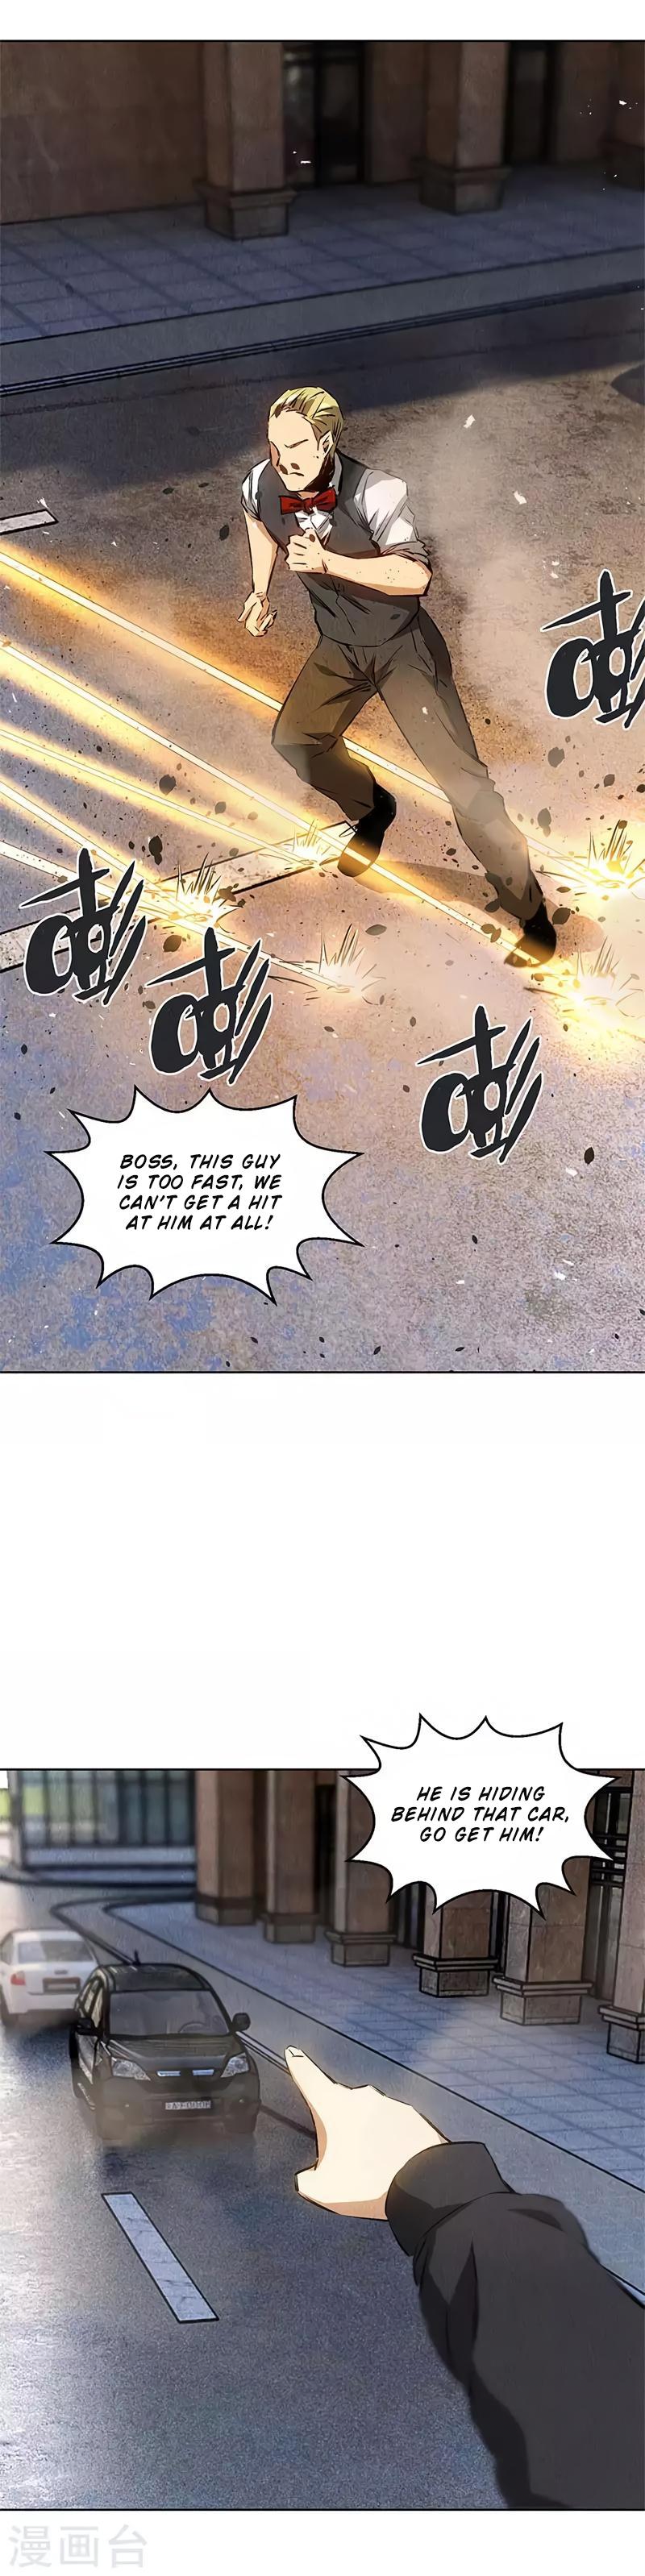 BOSS, THIS GUY
IS TOO FAST, WE
CAN'T GET A HIT
AT HIM AT ALL!
HE IS HIDING
BEHIND THAT CAR,
GO GET HIM!
漫画台